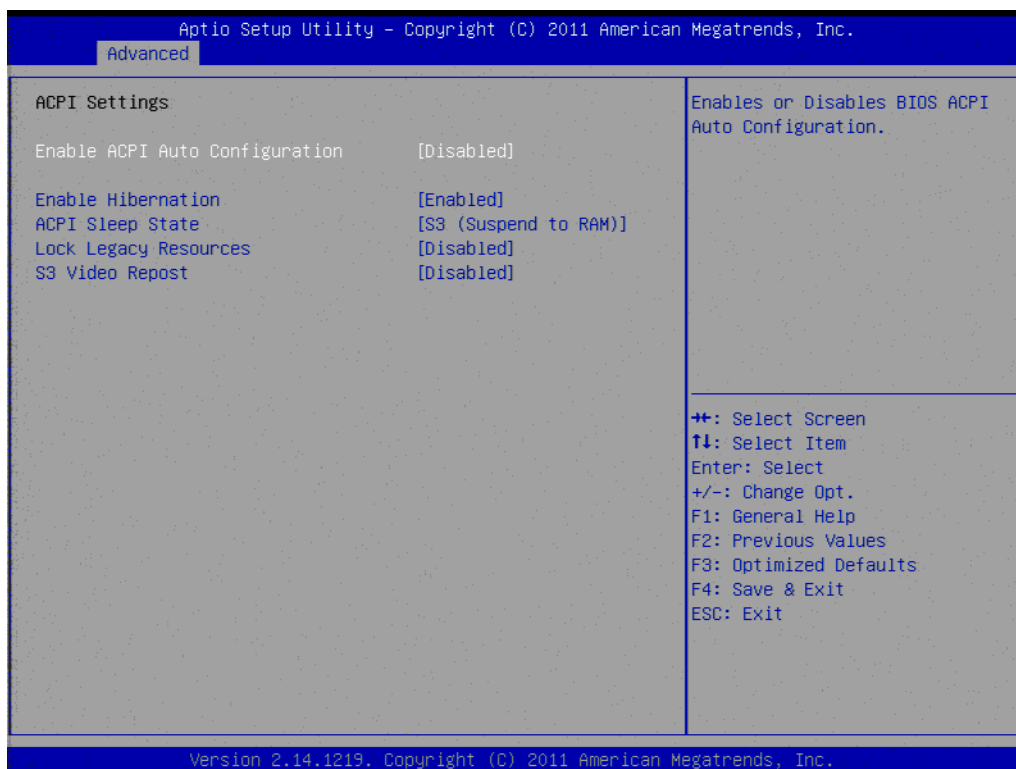 Aptio Setup Utility – Copyright (C) 2011 American Megatrends, Inc.
Advanced
ACPI Settings
Enable ACPI Auto Configuration [Disabled]
Enable Hibernation [Enabled]
ACPI Sleep State [S3 (Suspend to RAM)]
Lock Legacy Resources [Disabled]
S3 Video Repost [Disabled]
Enables or Disables BIOS ACPI
Auto Configuration.
→←: Select Screen
↑↓: Select Item
Enter: Select
+/-: Change Opt.
F1: General Help
F2: Previous Values
F3: Optimized Defaults
F4: Save & Exit
ESC: Exit
Version 2.14.1219. Copyright (C) 2011 American Megatrends, Inc.